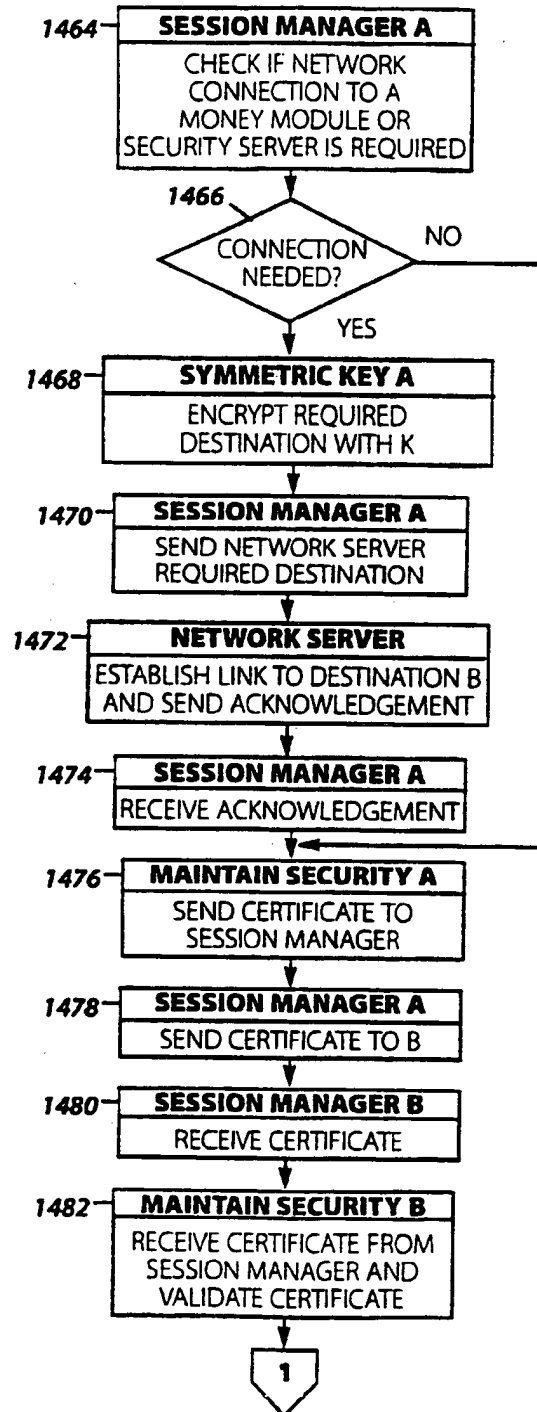 1464
SESSION MANAGER A
CHECK IF NETWORK
CONNECTION TO A
MONEY MODULE OR
SECURITY SERVER IS REQUIRED
1466
CONNECTION
NEEDED?
NO
YES
1468
SYMMETRIC KEY A
ENCRYPT REQUIRED
DESTINATION WITH K
1470
SESSION MANAGER A
SEND NETWORK SERVER
REQUIRED DESTINATION
1472
NETWORK SERVER
ESTABLISH LINK TO DESTINATION B
AND SEND ACKNOWLEDGEMENT
1474
SESSION MANAGER A
RECEIVE ACKNOWLEDGEMENT
1476
MAINTAIN SECURITY A
SEND CERTIFICATE TO
SESSION MANAGER
1478
SESSION MANAGER A
SEND CERTIFICATE TO B
1480
SESSION MANAGER B
RECEIVE CERTIFICATE
1482
MAINTAIN SECURITY B
RECEIVE CERTIFICATE FROM
SESSION MANAGER AND
VALIDATE CERTIFICATE
1